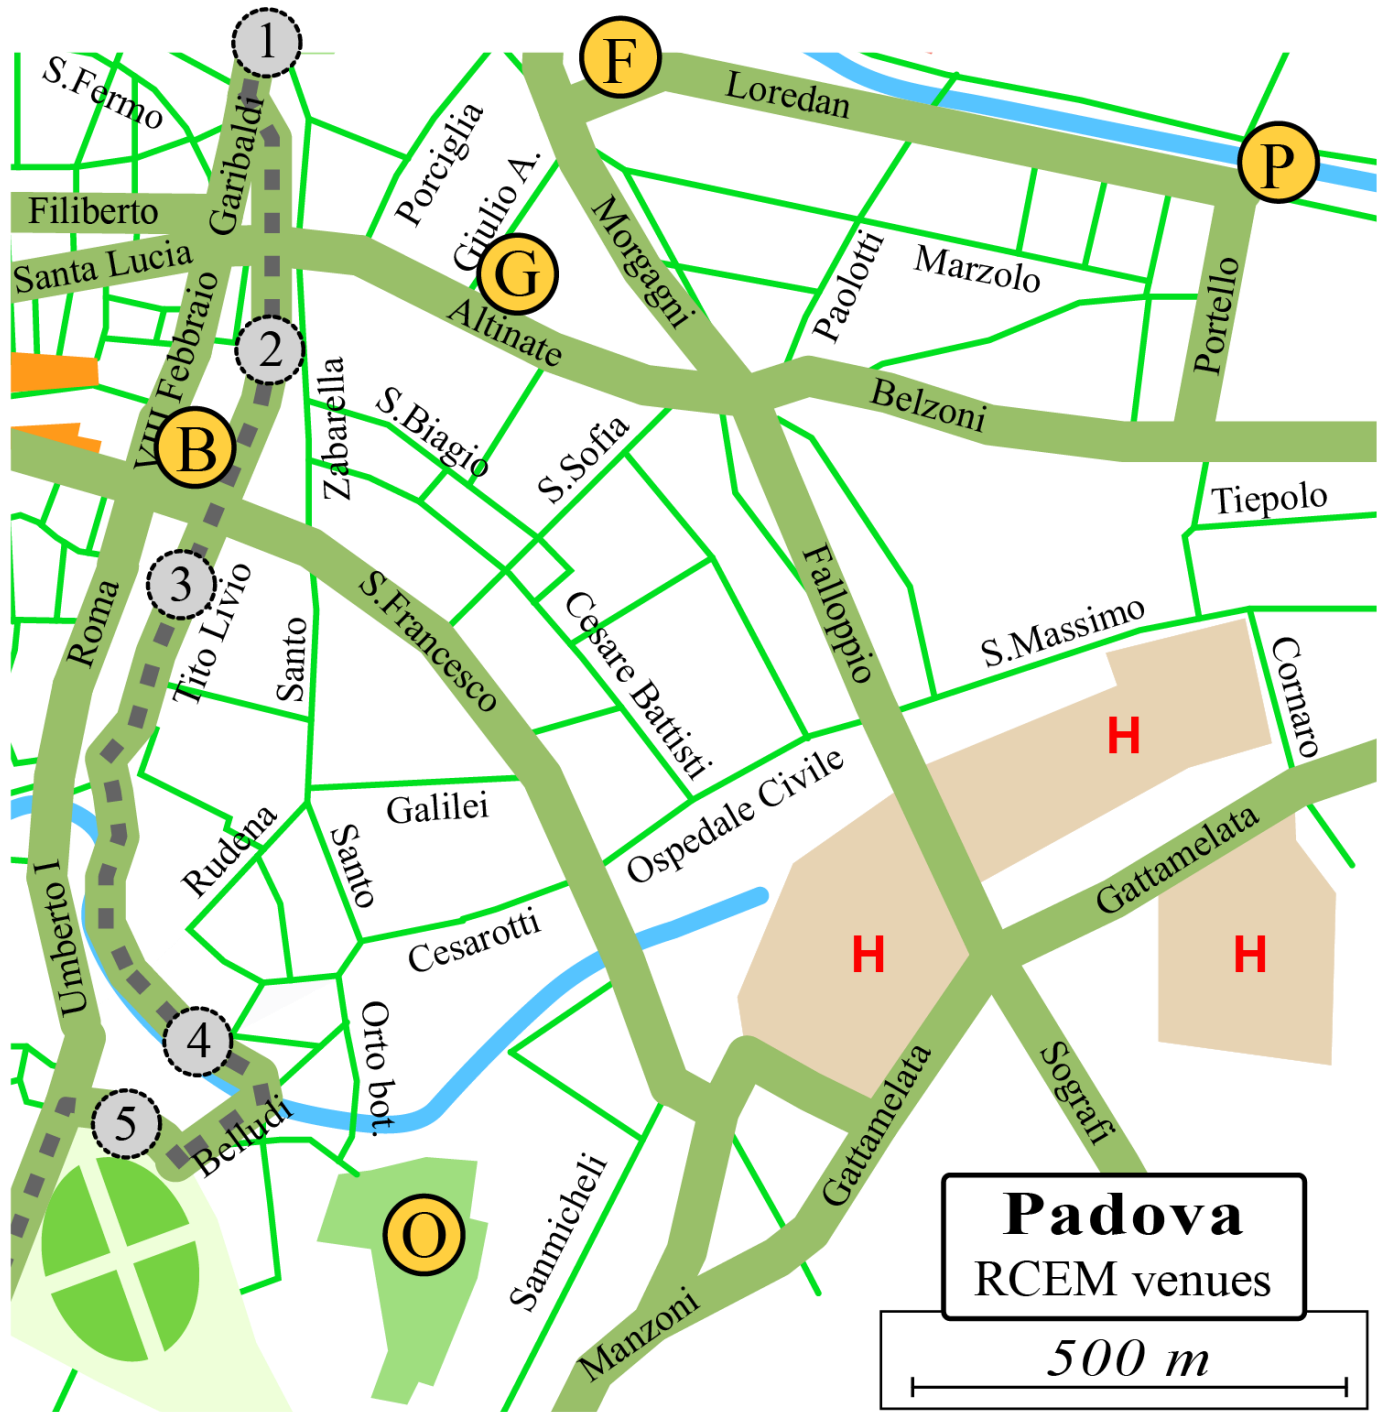 1
F
S.Fermo
Loredan
Garibaldi
Porciglia
P
Giulio A.
Filiberto
Morgagni
Santa Lucia
G
Paolotti
Marzolo
VIII Febbraio
Altinate
Portello
2
Zabarella
S.Biagio
Belzoni
B
S.Sofia
Tiepolo
3
Tito Livio
Roma
S.Francesco
Santo
Cesare Battisti
Falloppio
S.Massimo
Cornaro
H
Galilei
Rudena
Santo
Ospedale Civile
Gattamelata
Umberto I
Cesarotti
H
H
4
Orto bot.
5
Belludi
Gattamelata
Sografi
Sanmicheli
O
Manzoni
Padova
RCEM venues
500 m